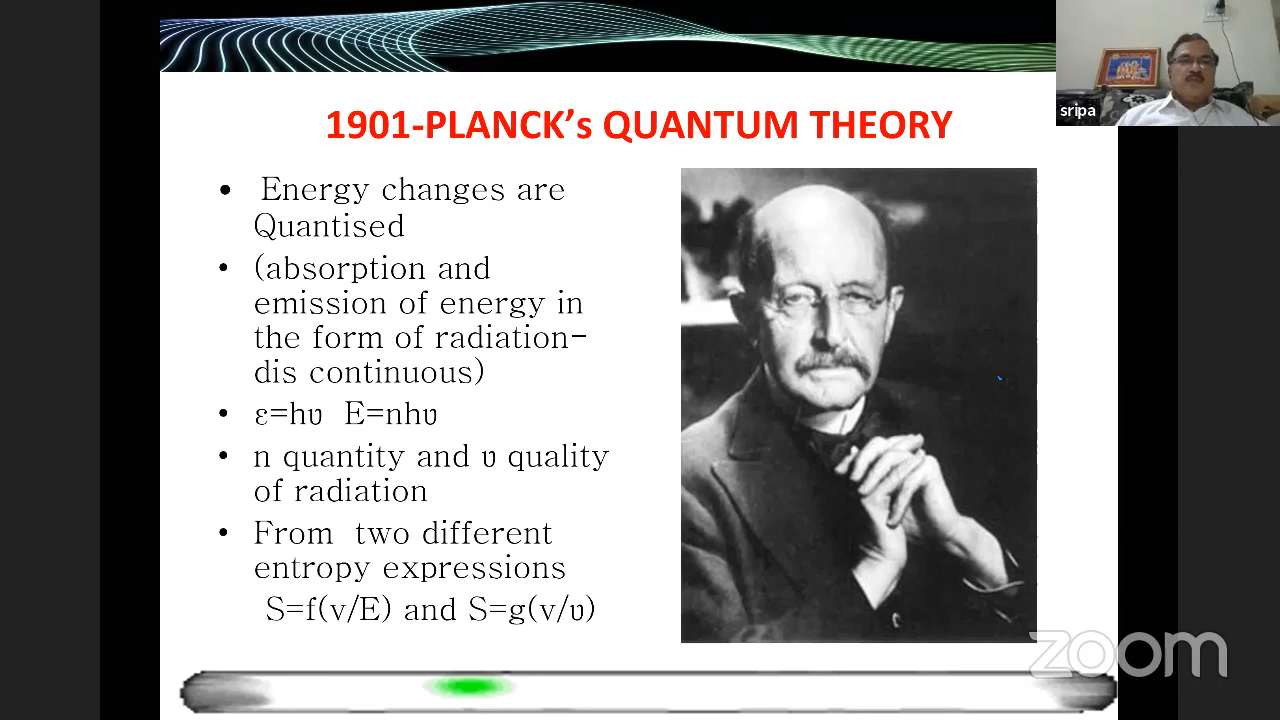 sripa
1901-PLANCK’s QUANTUM THEORY
• Energy changes are
Quantised
• (absorption and
emission of energy in
the form of radiation-
dis continuous)
• ε=hυ E=nhυ
• n quantity and υ quality
of radiation
• From two different
entropy expressions
S=f(v/E) and S=g(v/υ)
zoom